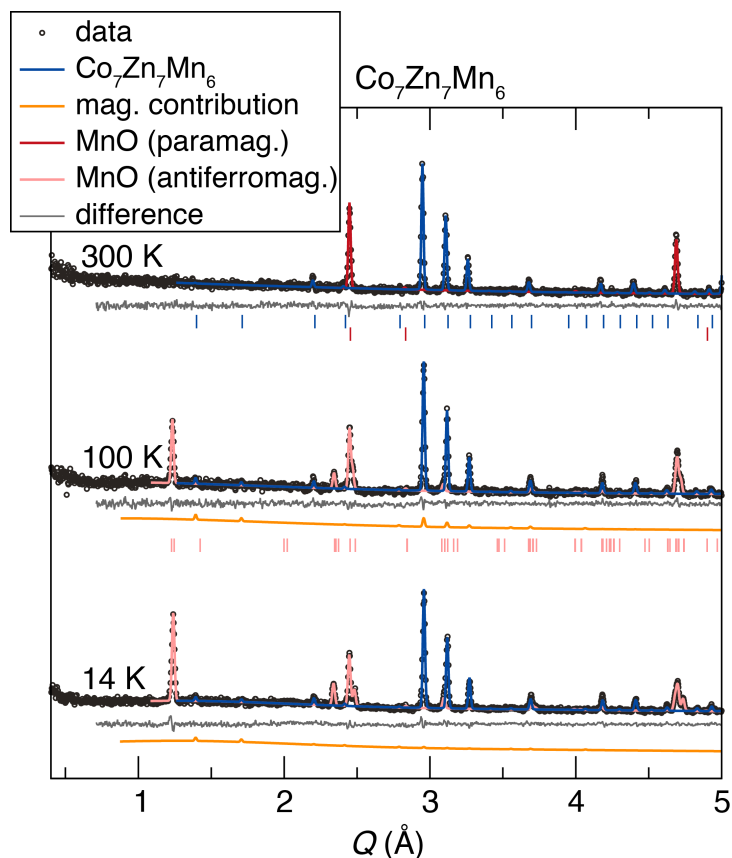 data
Co₇Zn₇Mn₆
mag. contribution
MnO (paramag.)
MnO (antiferromag.)
difference
Co₇Zn₇Mn₆
300 K
100 K
14 K
1 2 3 4 5
Q (Å)